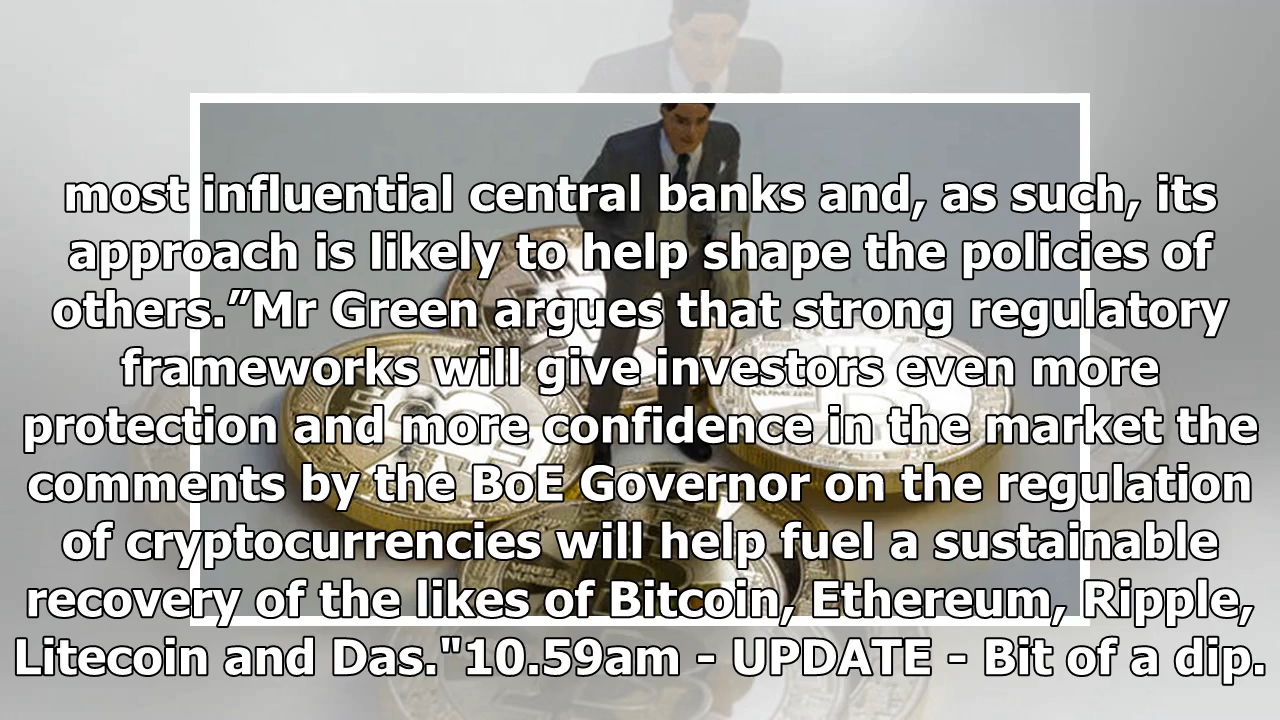 most influential central banks and, as such, its
approach is likely to help shape the policies of
others.”Mr Green argues that strong regulatory
frameworks will give investors even more
protection and more confidence in the market the
comments by the BoE Governor on the regulation
of cryptocurrencies will help fuel a sustainable
recovery of the likes of Bitcoin, Ethereum, Ripple,
Litecoin and Das."10.59am - UPDATE - Bit of a dip.